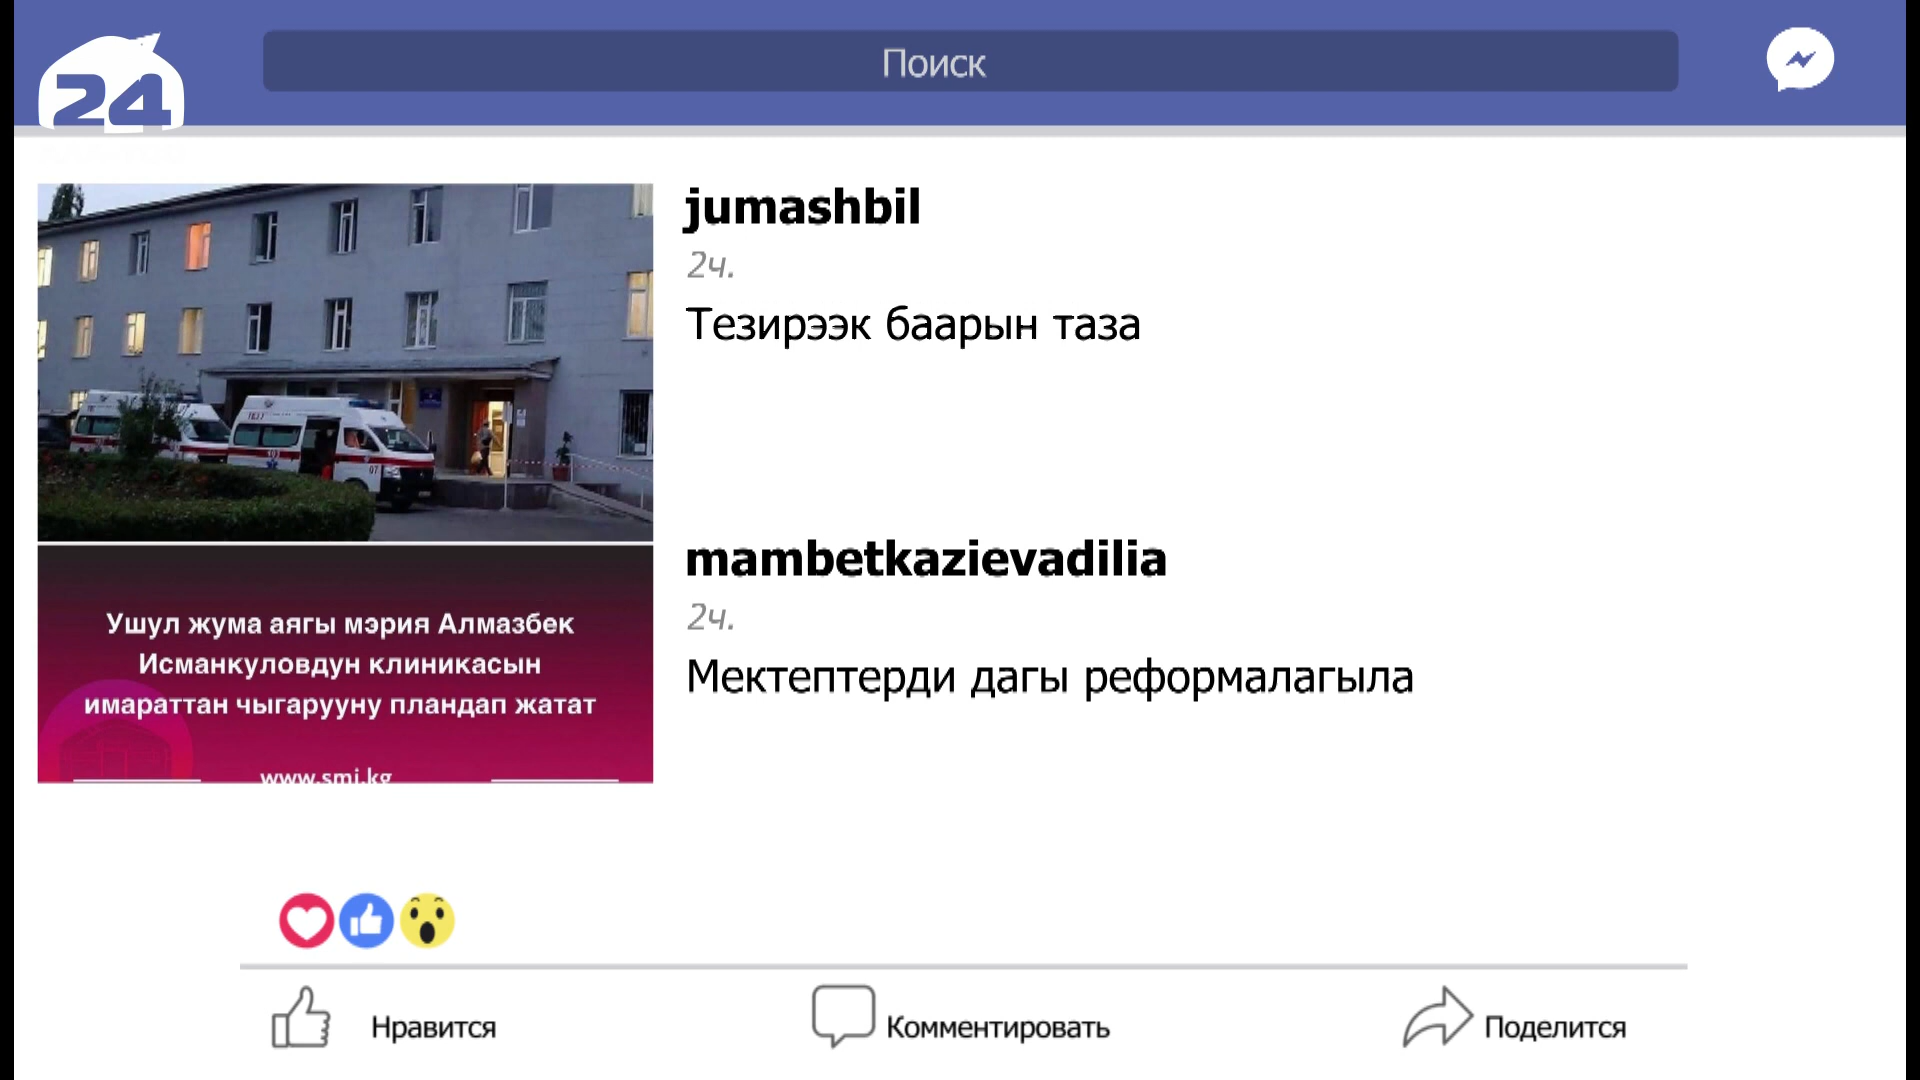 24
Поиск
jumashbil
2ч.
Тезирээк баарын таза
mambetkazievadilia
2ч.
Мектептерди дагы реформалагыла
Ушул жума аягы мэрия Алмазбек
Исманкуловдун клиникасын
имараттан чыгарууну пландап жатат
www.smi.kg
Нравится
Комментировать
Поделится